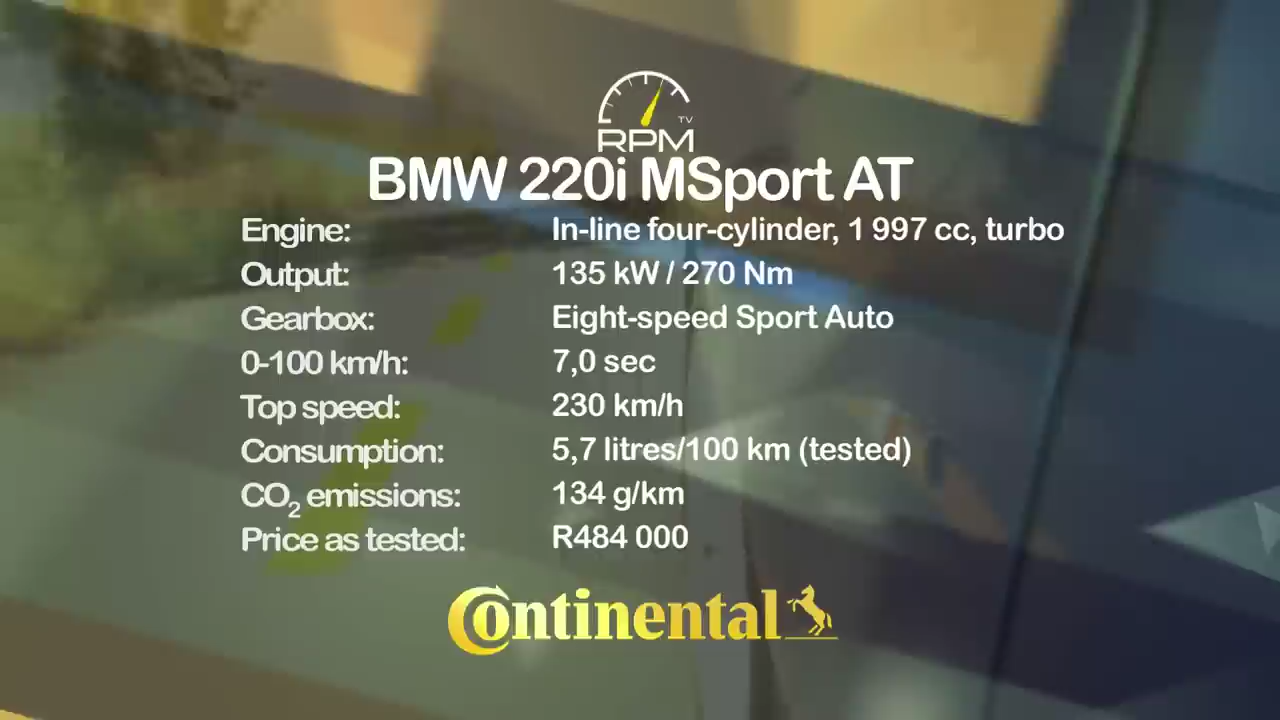 TV
RPM
BMW 220i MSport AT
Engine: In-line four-cylinder, 1 997 cc, turbo
Output: 135 kW / 270 Nm
Gearbox: Eight-speed Sport Auto
0-100 km/h: 7,0 sec
Top speed: 230 km/h
Consumption: 5,7 litres/100 km (tested)
CO₂ emissions: 134 g/km
Price as tested: R484 000
Continental